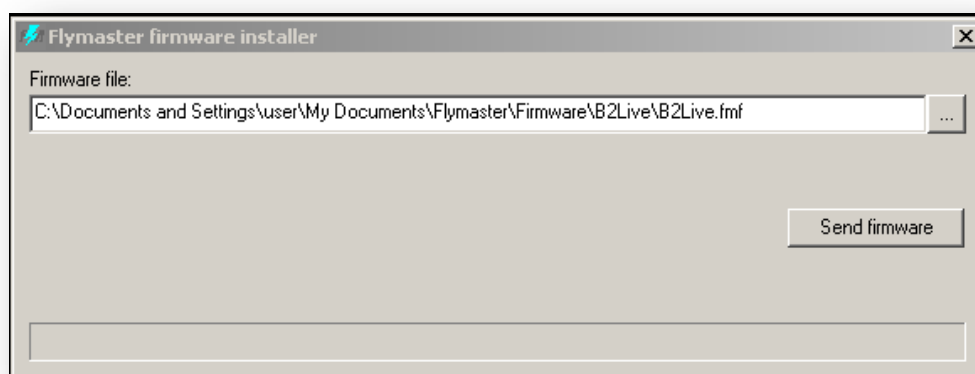 Flymaster firmware installer
Firmware file:
C:\Documents and Settings\user\My Documents\Flymaster\Firmware\B2Live\B2Live.fmf
...
Send firmware